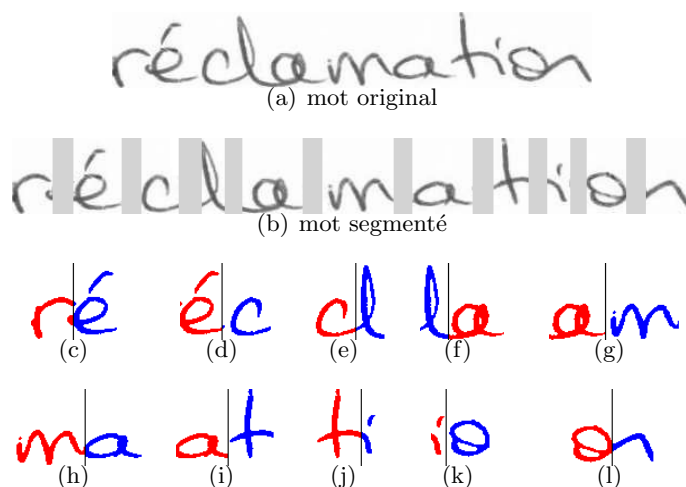 réclamation
(a) mot original
réclamation
(b) mot segmenté
ré éc cl la am
(c) (d) (e) (f) (g)
ma at ti io on
(h) (i) (j) (k) (l)